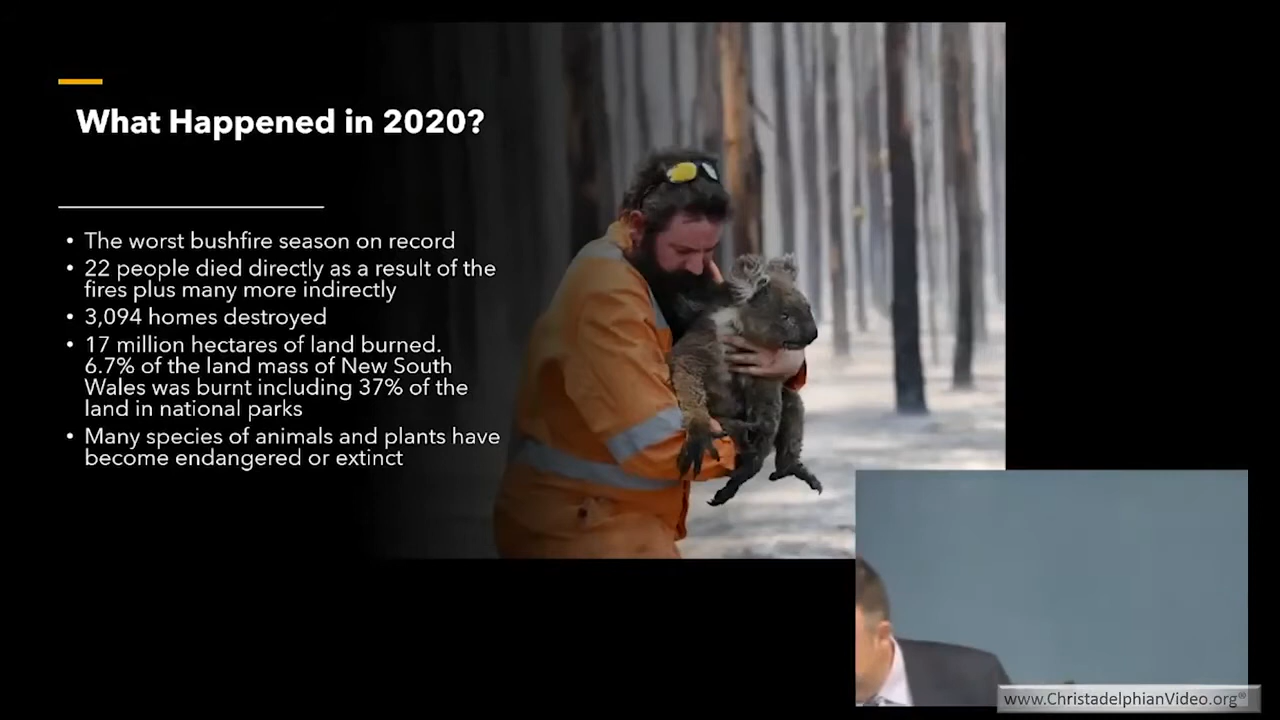 What Happened in 2020?
• The worst bushfire season on record
• 22 people died directly as a result of the
fires plus many more indirectly
• 3,094 homes destroyed
• 17 million hectares of land burned.
6.7% of the land mass of New South
Wales was burnt including 37% of the
land in national parks
• Many species of animals and plants have
become endangered or extinct
www.ChristadelphianVideo.org®